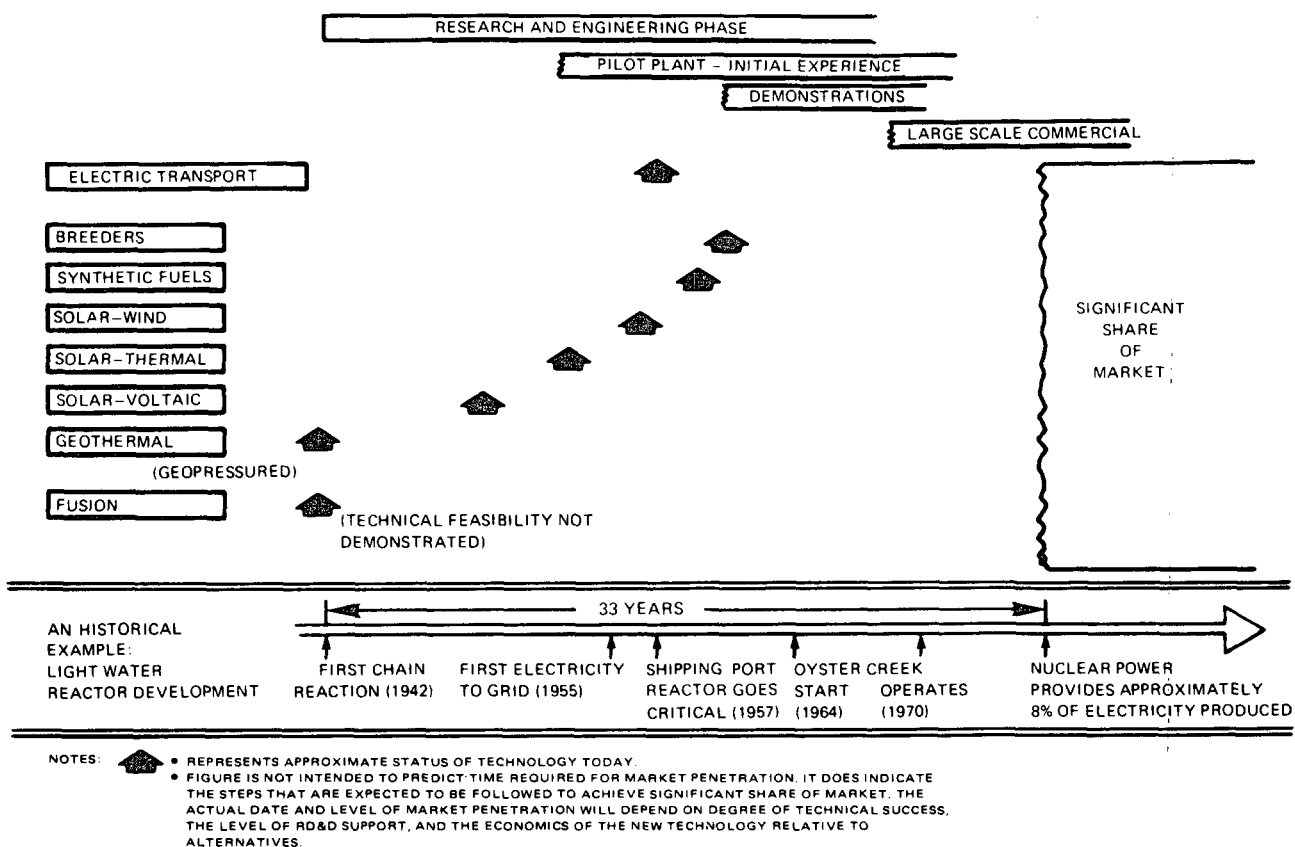 RESEARCH AND ENGINEERING PHASE
PILOT PLANT – INITIAL EXPERIENCE
DEMONSTRATIONS
LARGE SCALE COMMERCIAL
ELECTRIC TRANSPORT
BREEDERS
SYNTHETIC FUELS
SOLAR–WIND
SOLAR–THERMAL
SOLAR–VOLTAIC
GEOTHERMAL
(GEOPRESSURED)
FUSION
(TECHNICAL FEASIBILITY NOT
DEMONSTRATED)
SIGNIFICANT
SHARE
OF
MARKET
33 YEARS
AN HISTORICAL
EXAMPLE:
LIGHT WATER
REACTOR DEVELOPMENT
FIRST CHAIN
REACTION (1942)
FIRST ELECTRICITY
TO GRID (1955)
SHIPPING PORT
REACTOR GOES
CRITICAL (1957)
OYSTER CREEK
START OPERATES
(1964) (1970)
NUCLEAR POWER
PROVIDES APPROXIMATELY
8% OF ELECTRICITY PRODUCED
NOTES: • REPRESENTS APPROXIMATE STATUS OF TECHNOLOGY TODAY.
• FIGURE IS NOT INTENDED TO PREDICT TIME REQUIRED FOR MARKET PENETRATION. IT DOES INDICATE
THE STEPS THAT ARE EXPECTED TO BE FOLLOWED TO ACHIEVE SIGNIFICANT SHARE OF MARKET. THE
ACTUAL DATE AND LEVEL OF MARKET PENETRATION WILL DEPEND ON DEGREE OF TECHNICAL SUCCESS,
THE LEVEL OF RD&D SUPPORT, AND THE ECONOMICS OF THE NEW TECHNOLOGY RELATIVE TO
ALTERNATIVES.